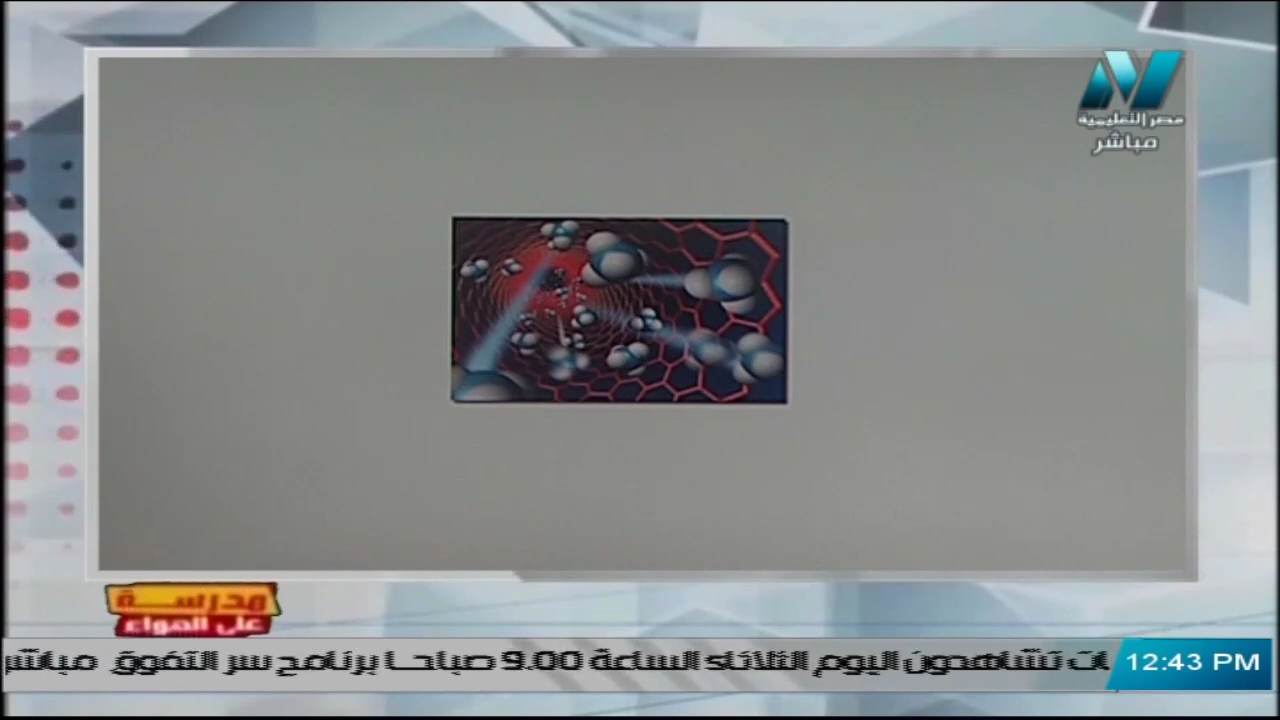 مصر التعليمية
مباشر
مدرسة
على الهواء
ات تشاهدون اليوم الثلاثاء الساعة 9.00 صباحا برنامج سر التفوق مباشر
12:43 PM